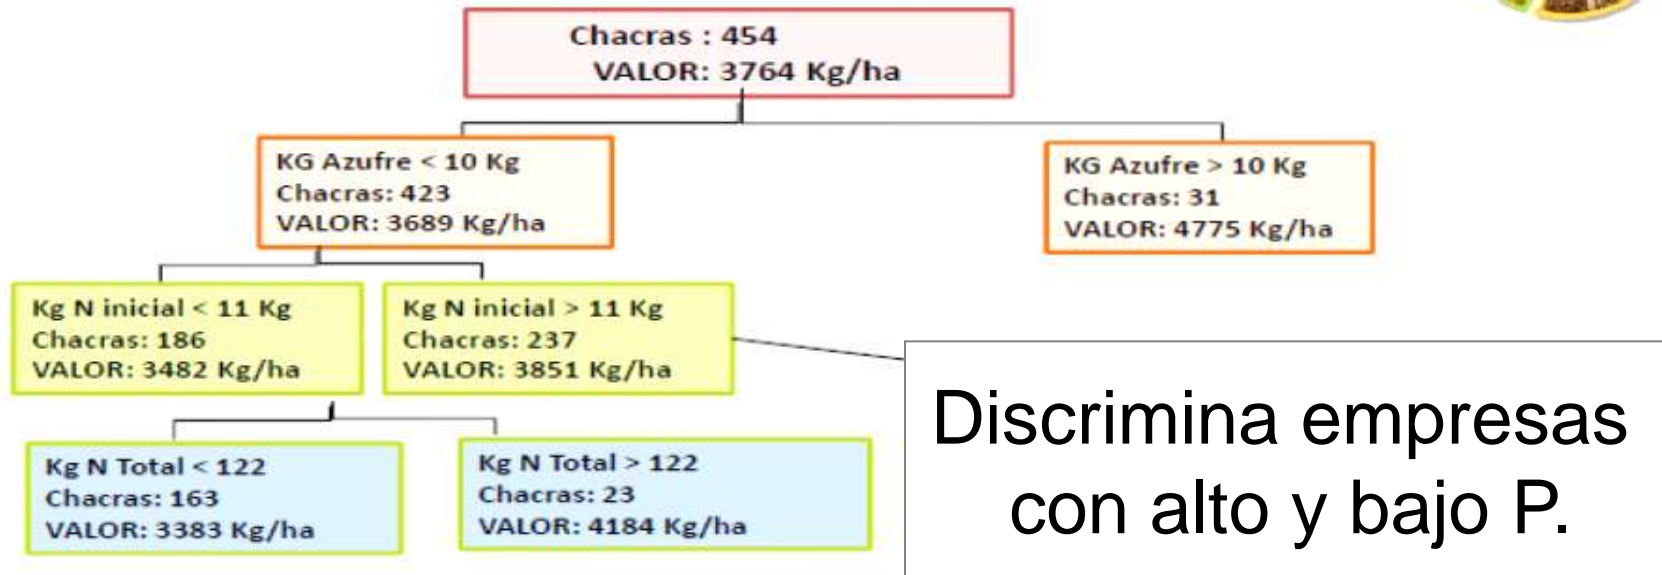 Chacras : 454
VALOR: 3764 Kg/ha
KG Azufre < 10 Kg
Chacras: 423
VALOR: 3689 Kg/ha
KG Azufre > 10 Kg
Chacras: 31
VALOR: 4775 Kg/ha
Kg N inicial < 11 Kg
Chacras: 186
VALOR: 3482 Kg/ha
Kg N inicial > 11 Kg
Chacras: 237
VALOR: 3851 Kg/ha
Kg N Total < 122
Chacras: 163
VALOR: 3383 Kg/ha
Kg N Total > 122
Chacras: 23
VALOR: 4184 Kg/ha
Discrimina empresas
con alto y bajo P.